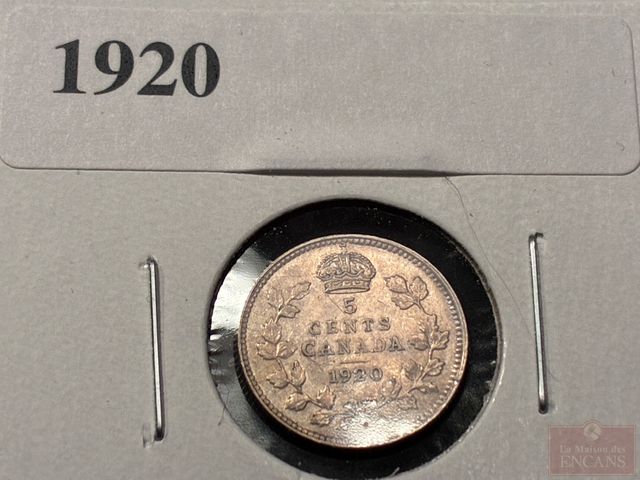 1920
5
CENTS
CANADA
1920
La Maison des
ENCANS